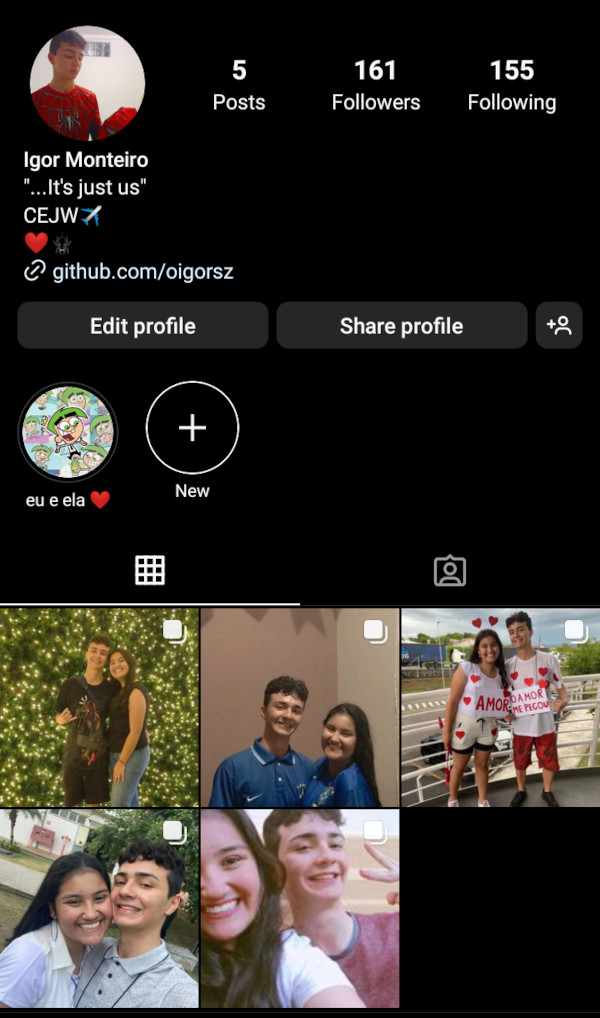 5
161
155
Posts
Followers
Following
Igor Monteiro
"...It's just us"
CEJW✈️
❤️🕷️
github.com/oigorsz
Edit profile
Share profile
eu e ela ❤️
New
AMOR
O AMOR
ME PEGOU